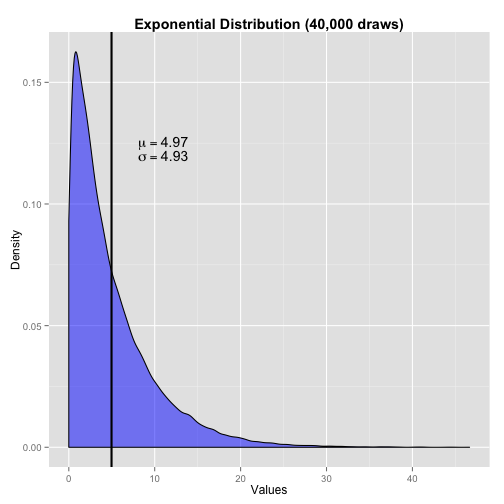 Exponential Distribution (40,000 draws)
0.15
0.10
0.05
0.00
Density
μ = 4.97
σ = 4.93
0 10 20 30 40
Values